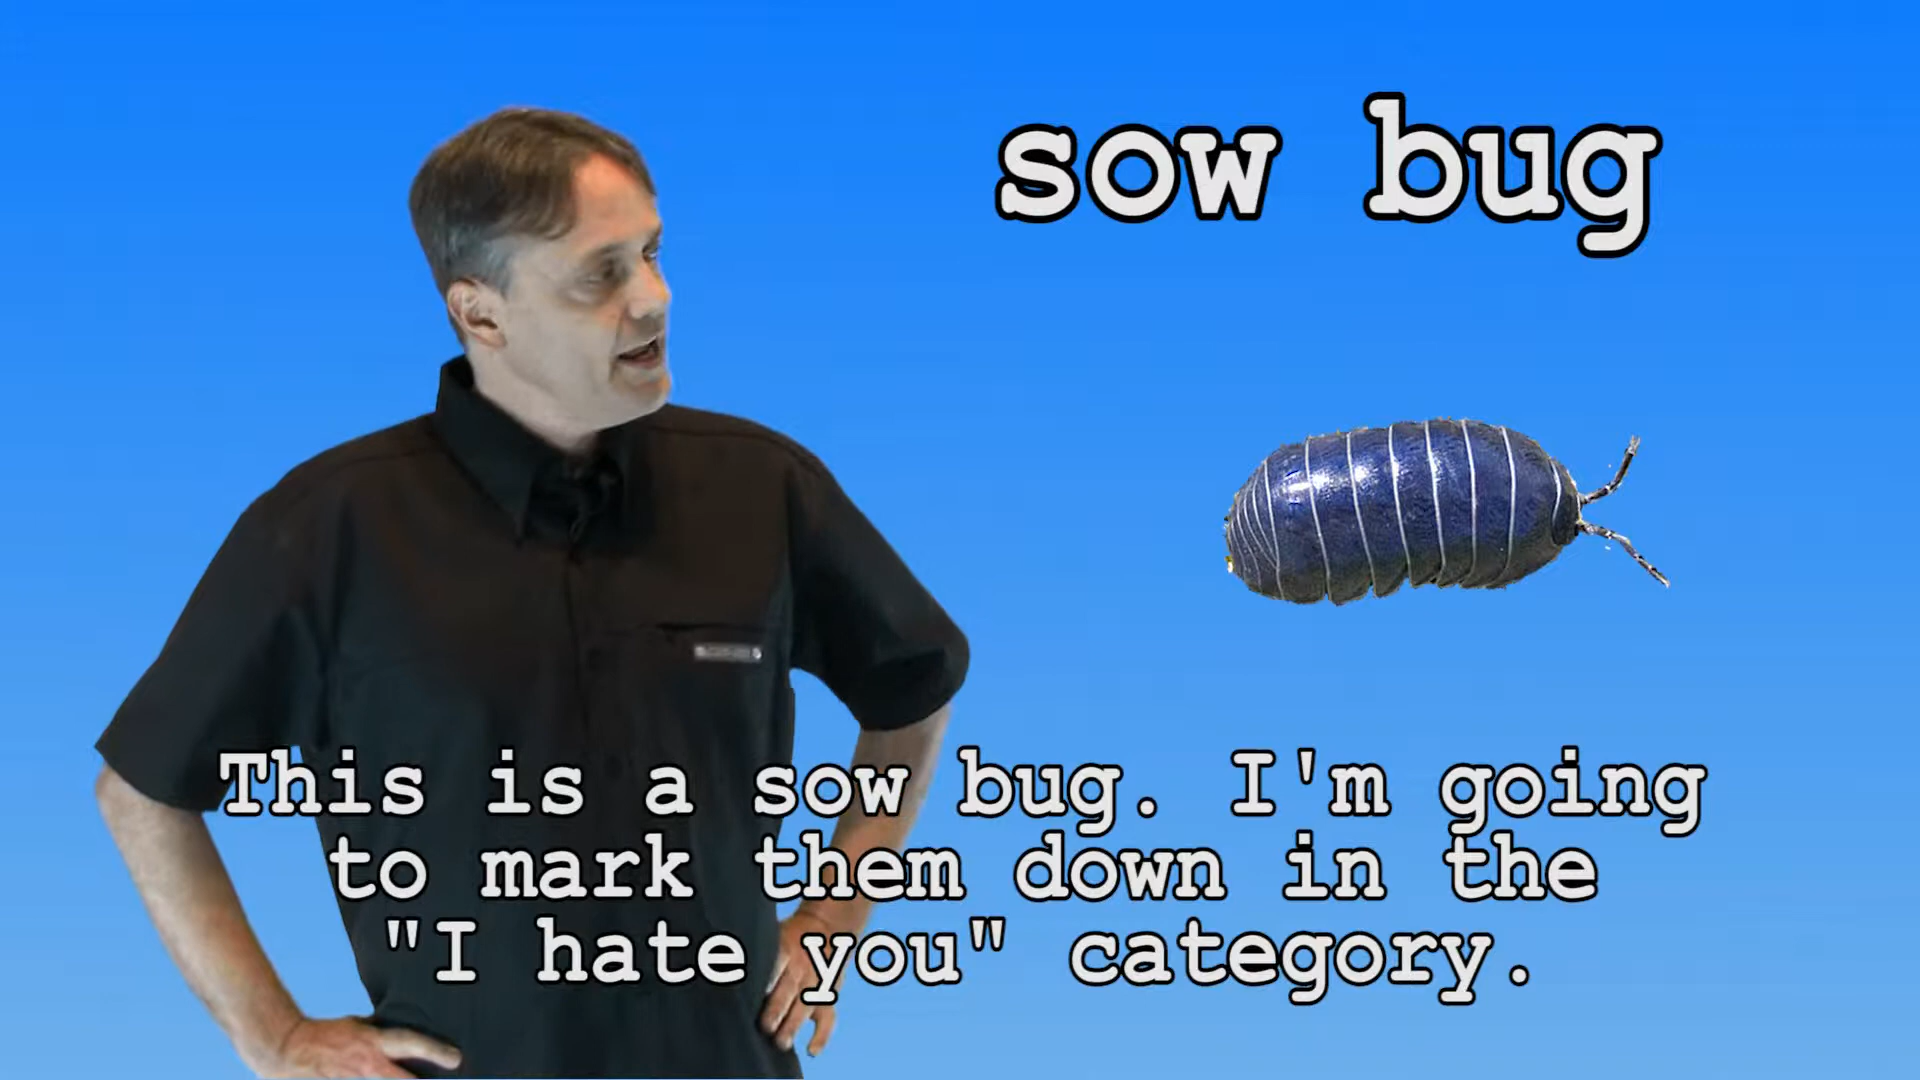 sow bug
This is a sow bug. I'm going
to mark them down in the
"I hate you" category.